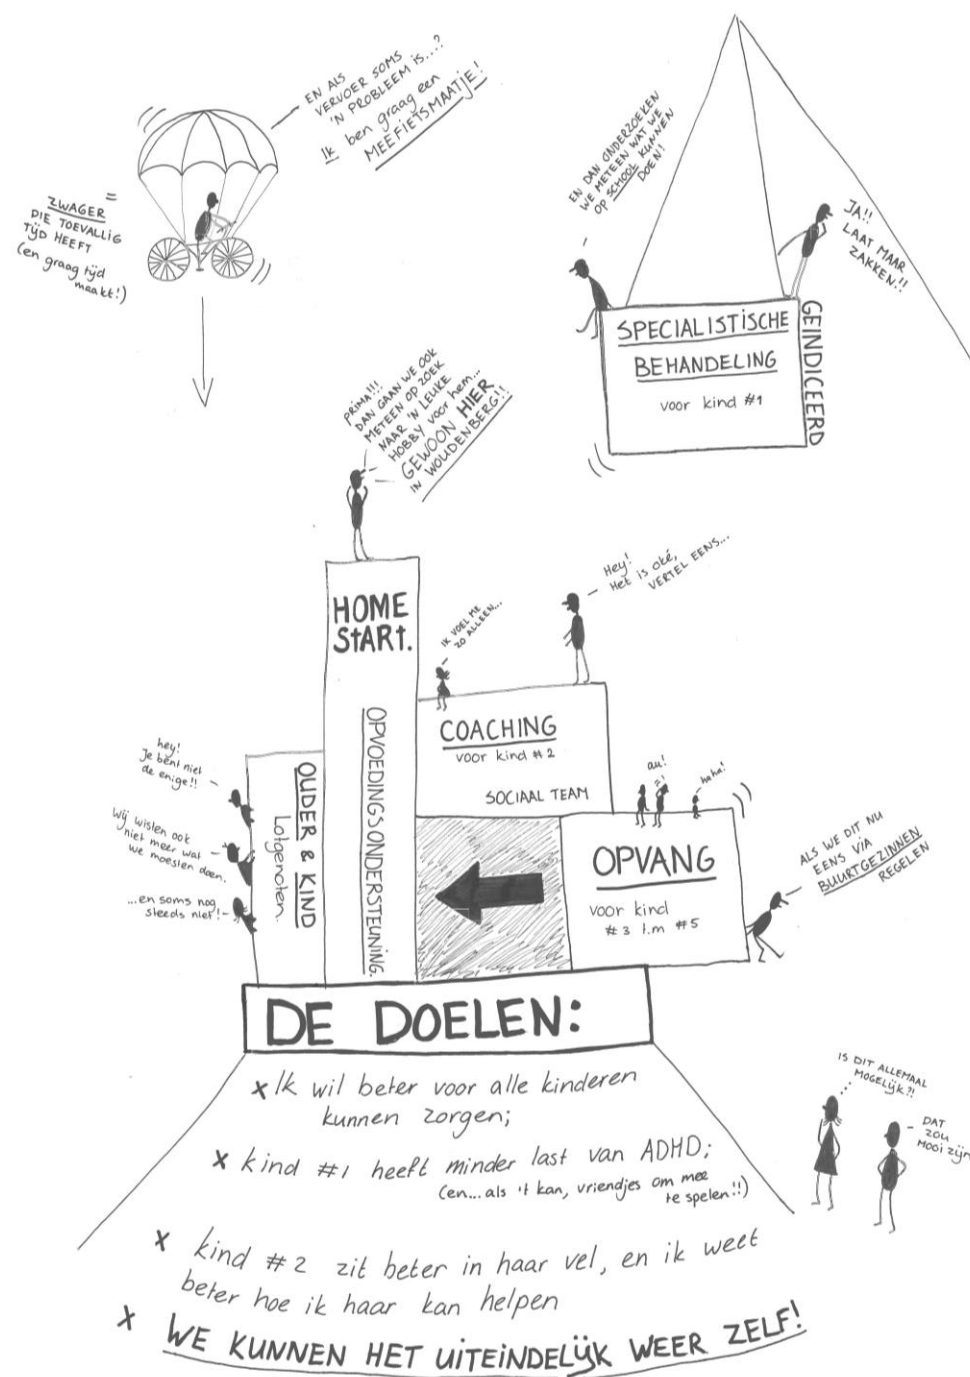 EN ALS
VERVOER SOMS
'N PROBLEEM IS...?
Ik ben graag een
MEEFIETSMAATJE!
ZWAGER =
DIE TOEVALLIG
TIJD HEEFT
(en graag tijd
maakt!)
EN DAN ONDERZOEKEN
WE METEEN WAT WE
OP SCHOOL KUNNEN
DOEN!
JA!!
LAAT MAAR
ZAKKEN!!
SPECIALISTISCHE
BEHANDELING
voor kind #1
GEINDICEERD
PRIMA!!!!
DAN GAAN WE OOK
METEEN OP ZOEK
NAAR 'N LEUKE
HOBBY voor hem...
GEWOON HIER
IN WOUDENBERG!!
Hey!
Het is oké,
VERTEL EENS...
IK VOEL ME
ZO ALLEEN...
HOME
StARt.
OPVOEDINGSONDERSTEUNING.
COACHING
voor kind #2
SOCIAAL TEAM
hey!
Je bent niet
de enige!!
Wij wisten ook
niet meer wat
we moesten doen.
...en soms nog
steeds niet!
OUDER & KIND
Lotgenoten.
au!
haha!
OPVANG
voor kind
#3 t.m #5
ALS WE DIT NU
EENS VIA
BUURTGEZINNEN
REGELEN
DE DOELEN:
x Ik wil beter voor alle kinderen
kunnen zorgen;
x kind #1 heeft minder last van ADHD;
(en... als 't kan, vriendjes om mee
te spelen!!)
x kind #2 zit beter in haar vel, en ik weet
beter hoe ik haar kan helpen
x WE KUNNEN HET UITEINDELIJK WEER ZELF!
IS DIT ALLEMAAL
MOGELIJK?!
DAT
ZOU
MOOI ZIJN